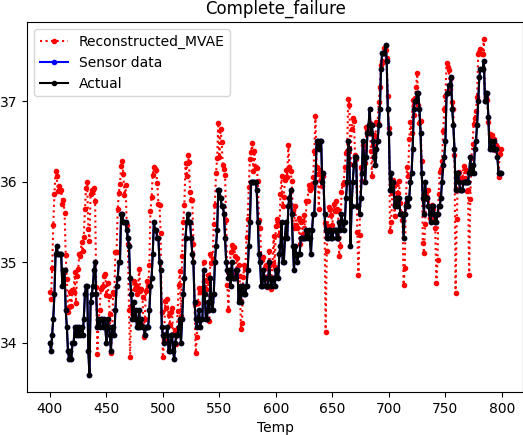 Complete_failure
Reconstructed_MVAE
Sensor data
Actual
37
36
35
34
400 450 500 550 600 650 700 750 800
Temp